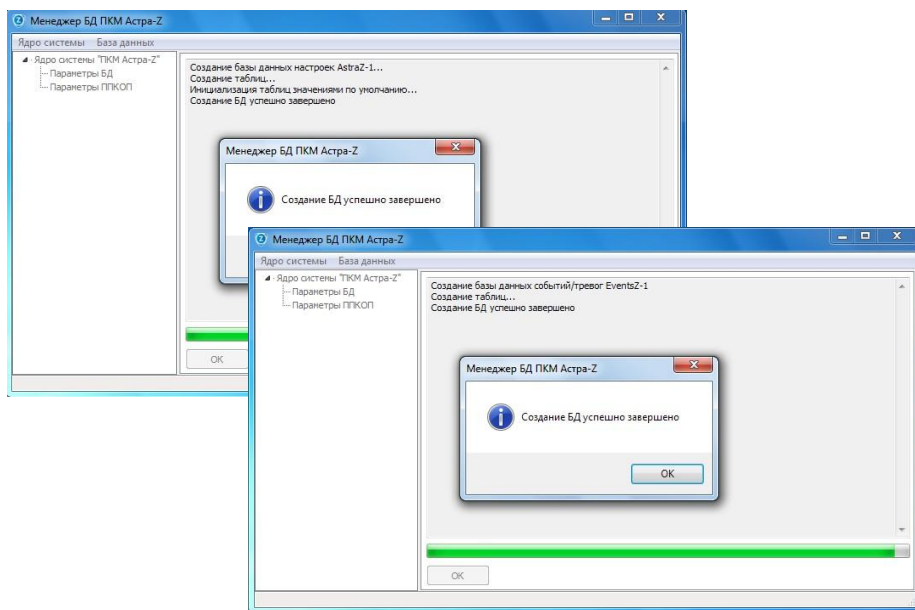 Менеджер БД ПКМ Астра-Z
Ядро системы База данных
Ядро системы "ПКМ Астра-Z"
Параметры БД
Параметры ППКОП
Создание базы данных настроек AstraZ-1...
Создание таблиц...
Инициализация таблиц значениями по умолчанию...
Создание БД успешно завершено
Менеджер БД ПКМ Астра-Z
Создание БД успешно завершено
OK
Менеджер БД ПКМ Астра-Z
Ядро системы База данных
Ядро системы "ПКМ Астра-Z"
Параметры БД
Параметры ППКОП
Создание базы данных событий/тревог EventsZ-1
Создание таблиц...
Создание БД успешно завершено
Менеджер БД ПКМ Астра-Z
Создание БД успешно завершено
OK
OK